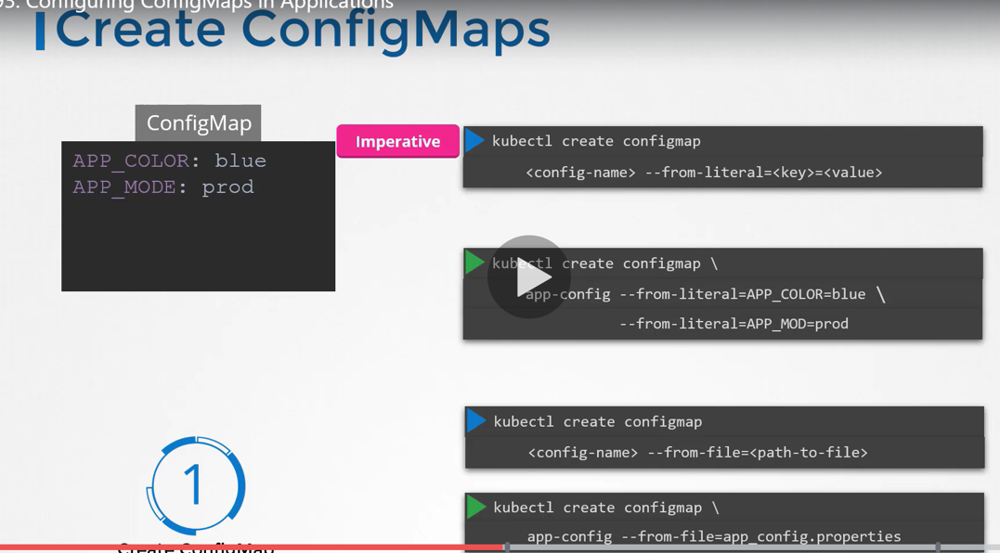 93. Configuring ConfigMaps in Applications
Create ConfigMaps
ConfigMap
APP_COLOR: blue
APP_MODE: prod
Imperative
kubectl create configmap
<config-name> --from-literal=<key>=<value>
kubectl create configmap \
app-config --from-literal=APP_COLOR=blue \
--from-literal=APP_MOD=prod
kubectl create configmap
<config-name> --from-file=<path-to-file>
kubectl create configmap \
app-config --from-file=app_config.properties
1
Create ConfigMap